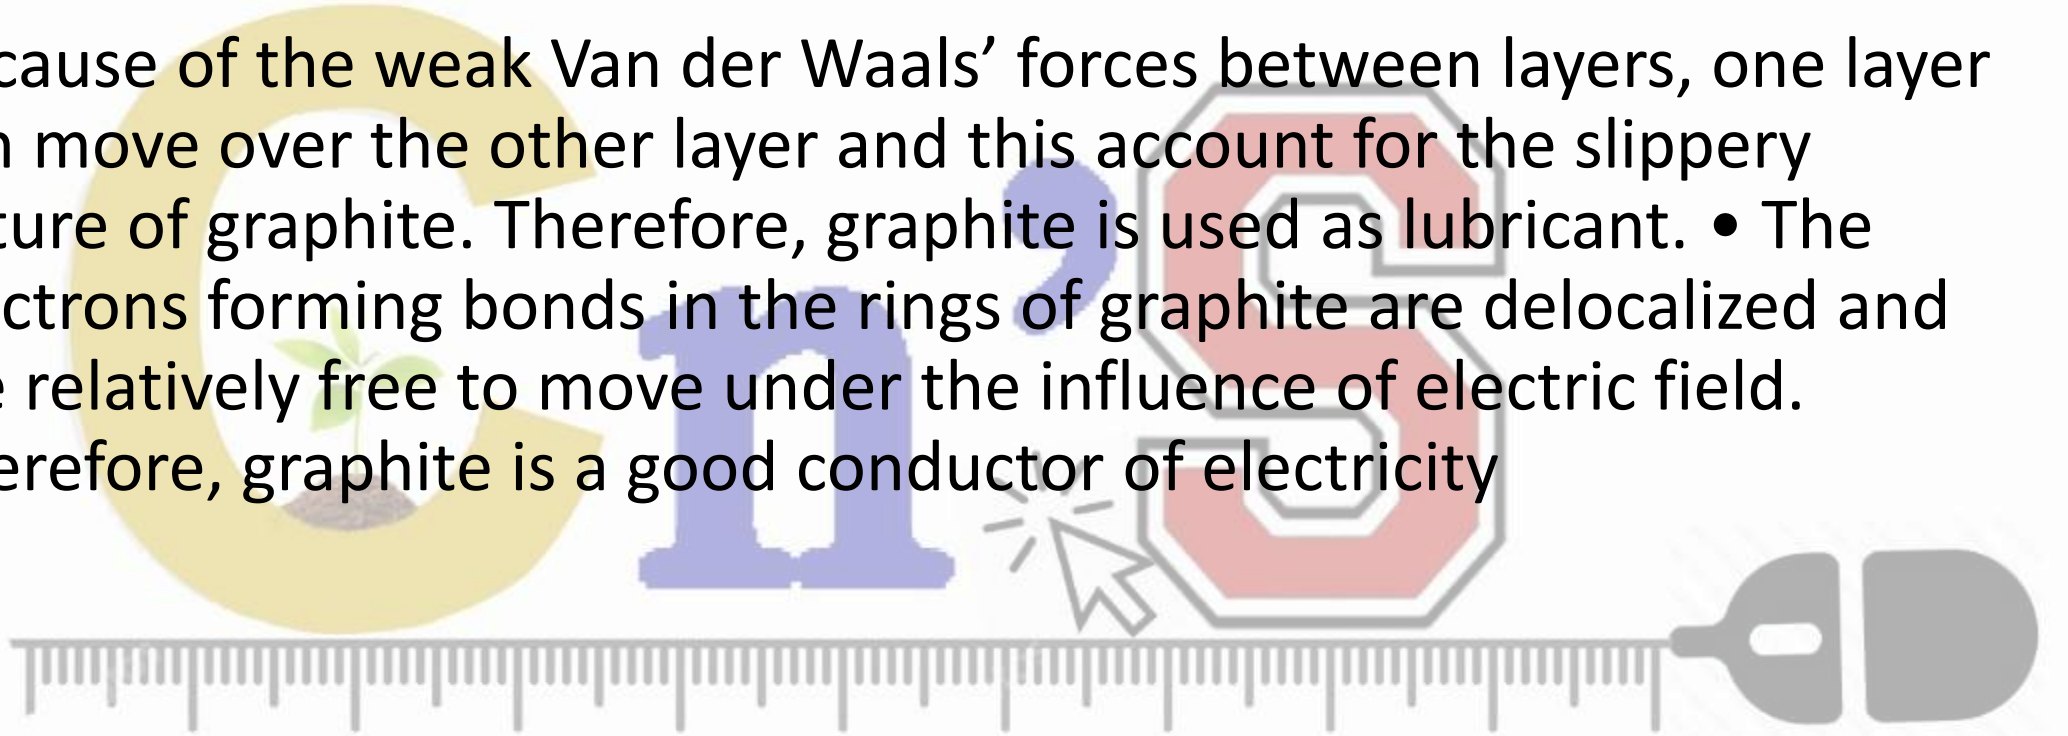 cause of the weak Van der Waals’ forces between layers, one layer
n move over the other layer and this account for the slippery
ture of graphite. Therefore, graphite is used as lubricant. • The
ctrons forming bonds in the rings of graphite are delocalized and
e relatively free to move under the influence of electric field.
erefore, graphite is a good conductor of electricity
Cn’S